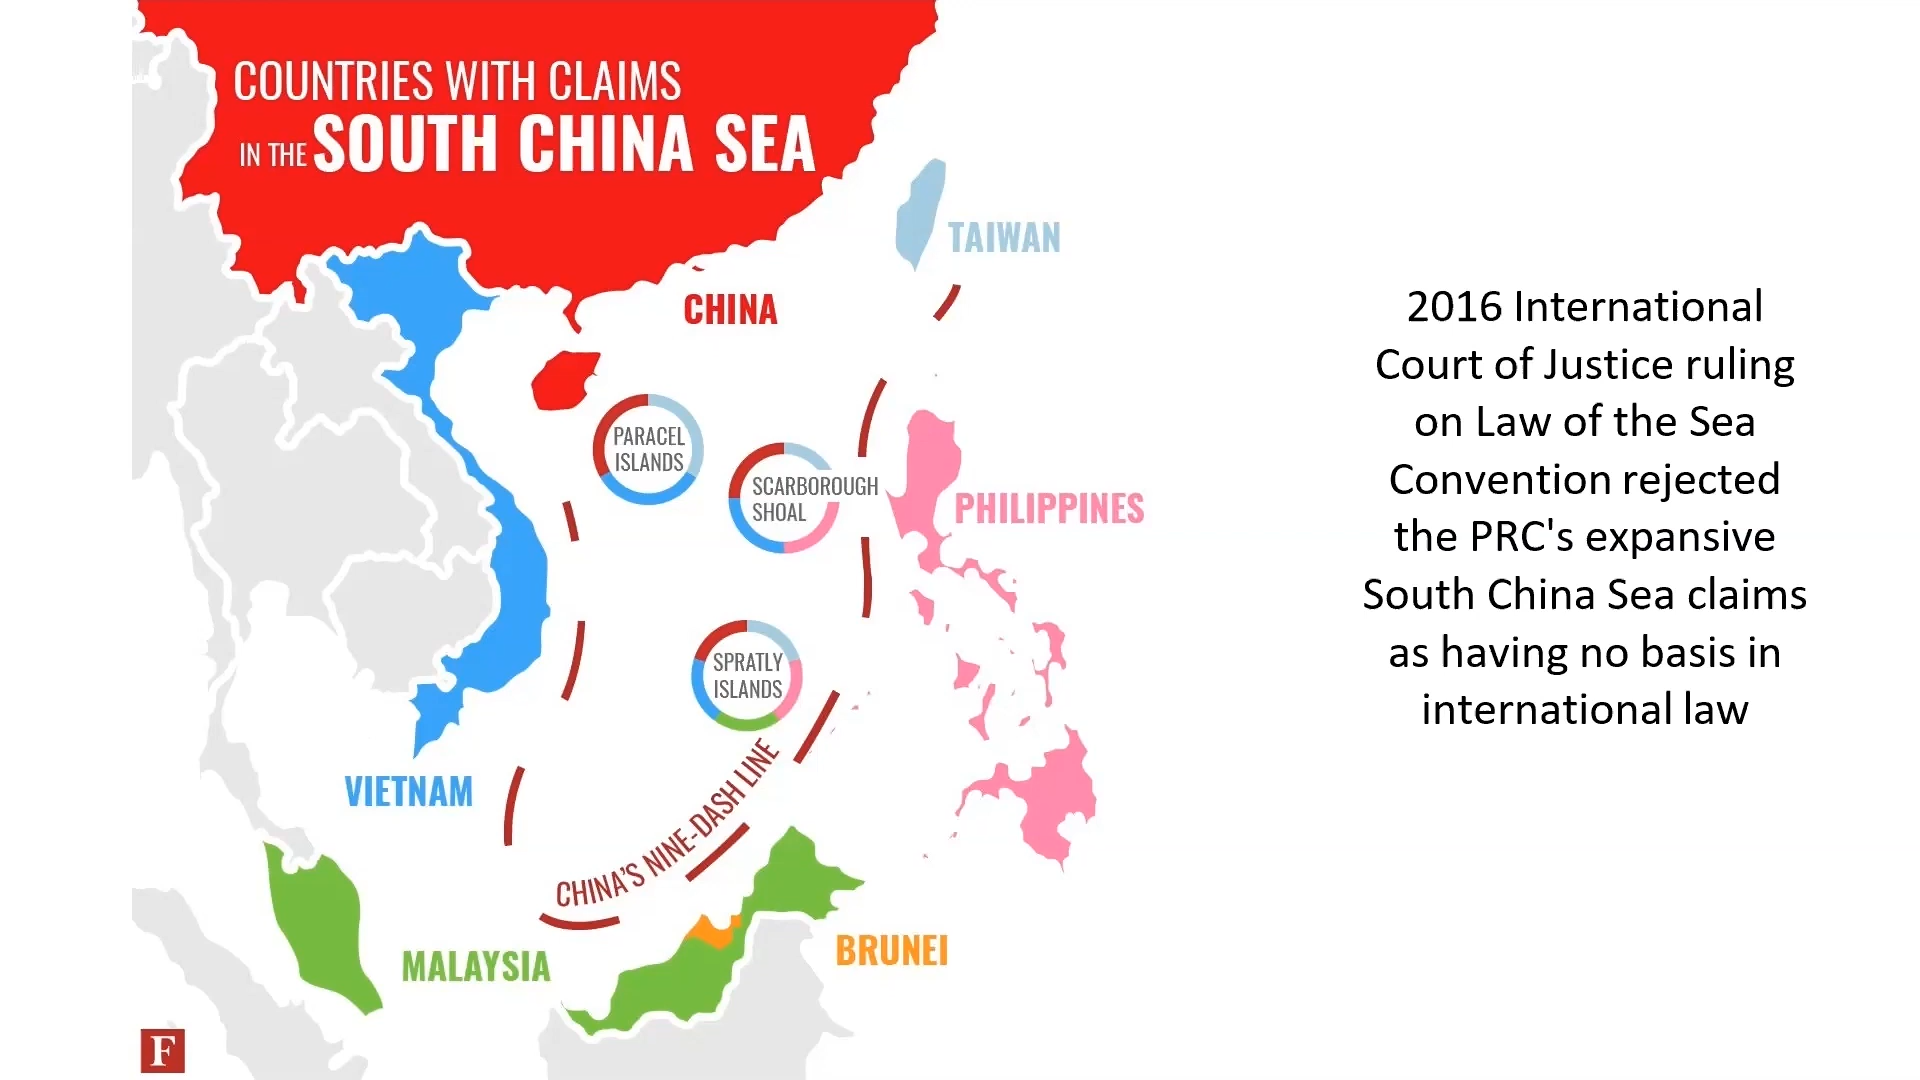 COUNTRIES WITH CLAIMS
IN THE SOUTH CHINA SEA
TAIWAN
CHINA
PARACEL
ISLANDS
SCARBOROUGH
SHOAL
PHILIPPINES
SPRATLY
ISLANDS
VIETNAM
CHINA'S NINE-DASH LINE
MALAYSIA
BRUNEI
F
2016 International
Court of Justice ruling
on Law of the Sea
Convention rejected
the PRC's expansive
South China Sea claims
as having no basis in
international law